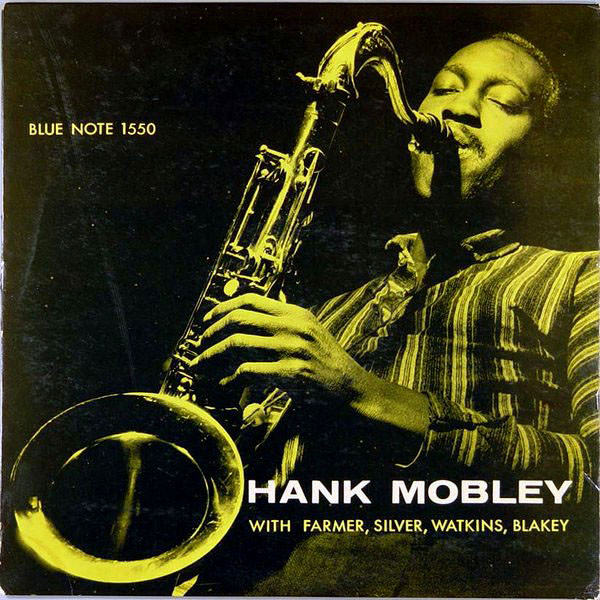 BLUE NOTE 1550
HANK MOBLEY
WITH FARMER, SILVER, WATKINS, BLAKEY